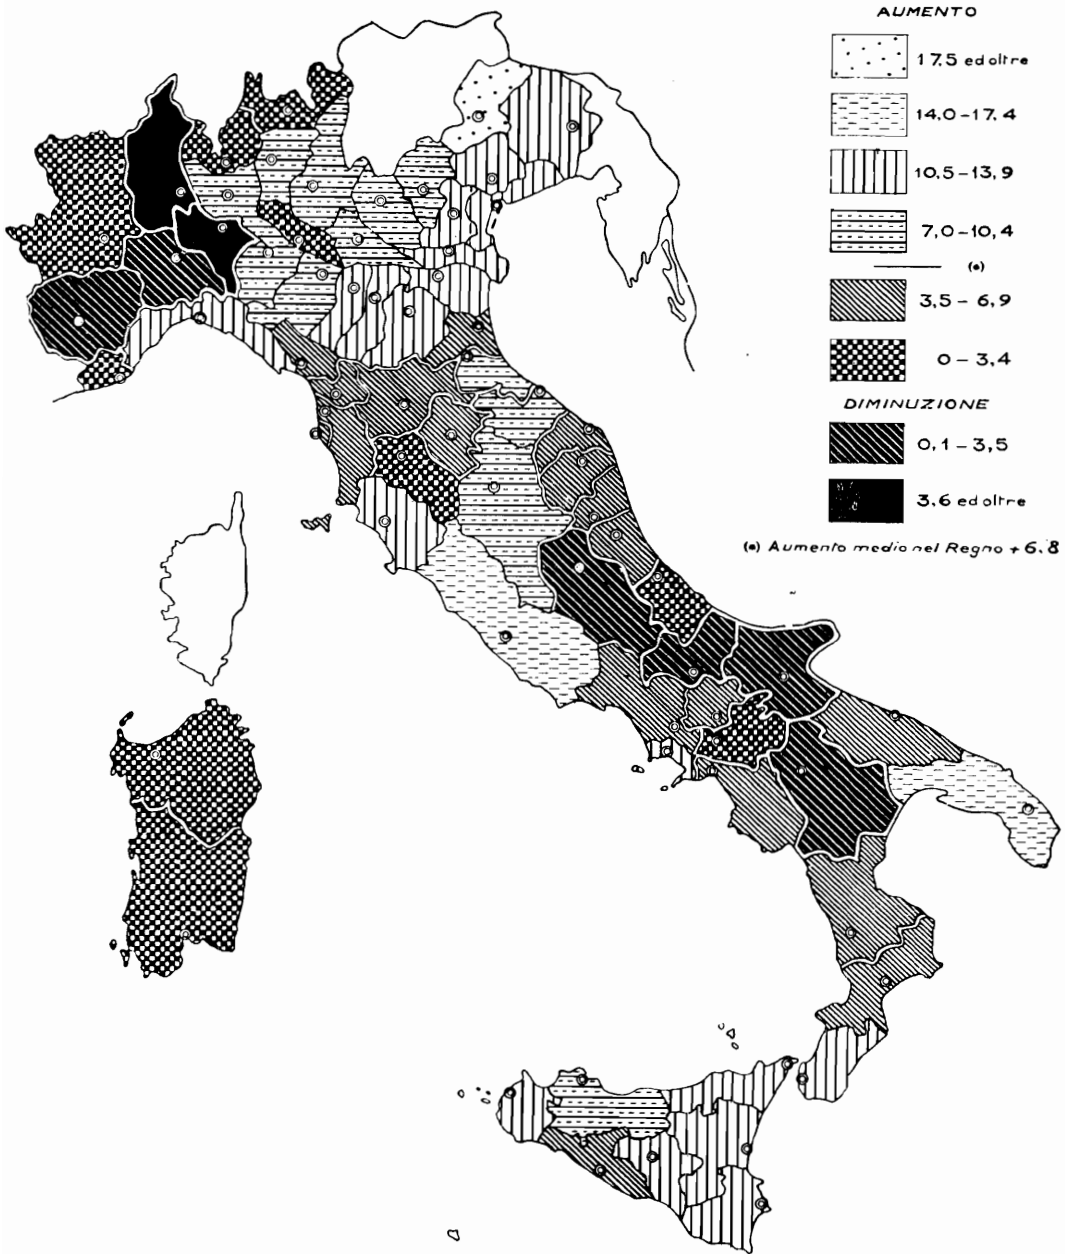 AUMENTO
17.5 ed oltre
14,0-17.4
10,5-13,9
7,0-10,4
(•)
3,5-6,9
0-3,4
DIMINUZIONE
0,1-3,5
3.6 ed oltre
(•) Aumento medio nel Regno + 6.8